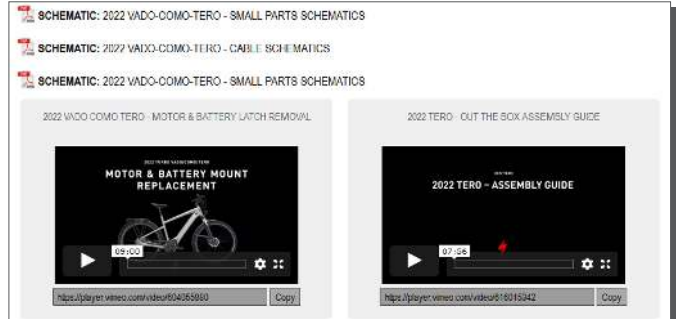 SCHEMATIC: 2022 VADO-COMO-TERO - SMALL PARTS SCHEMATICS
SCHEMATIC: 2022 VADO-COMO-TERO - CABLE SCHEMATICS
SCHEMATIC: 2022 VADO-COMO-TERO - SMALL PARTS SCHEMATICS
2022 VADO COMO TERO - MOTOR & BATTERY LATCH REMOVAL
MOTOR & BATTERY MOUNT
REPLACEMENT
09:00
https://player.vimeo.com/video/604055980
Copy
2022 TERO - OUT THE BOX ASSEMBLY GUIDE
2022 TERO – ASSEMBLY GUIDE
07:56
https://player.vimeo.com/video/616015342
Copy